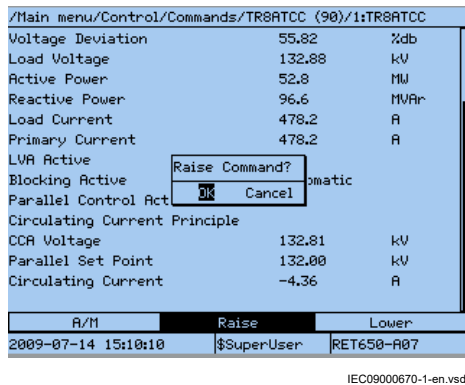 /Main menu/Control/Commands/TR8ATCC (90)/1:TR8ATCC
Voltage Deviation 55.82 %db
Load Voltage 132.88 kV
Active Power 52.8 MW
Reactive Power 96.6 MVAr
Load Current 478.2 A
Primary Current 478.2 A
LVA Active
Raise Command?
Blocking Active omatic
OK Cancel
Parallel Control Act
Circulating Current Principle
CCA Voltage 132.81 kV
Parallel Set Point 132.00 kV
Circulating Current -4.36 A
A/M Raise Lower
2009-07-14 15:10:10 $SuperUser RET650-A07
IEC09000670-1-en.vsd